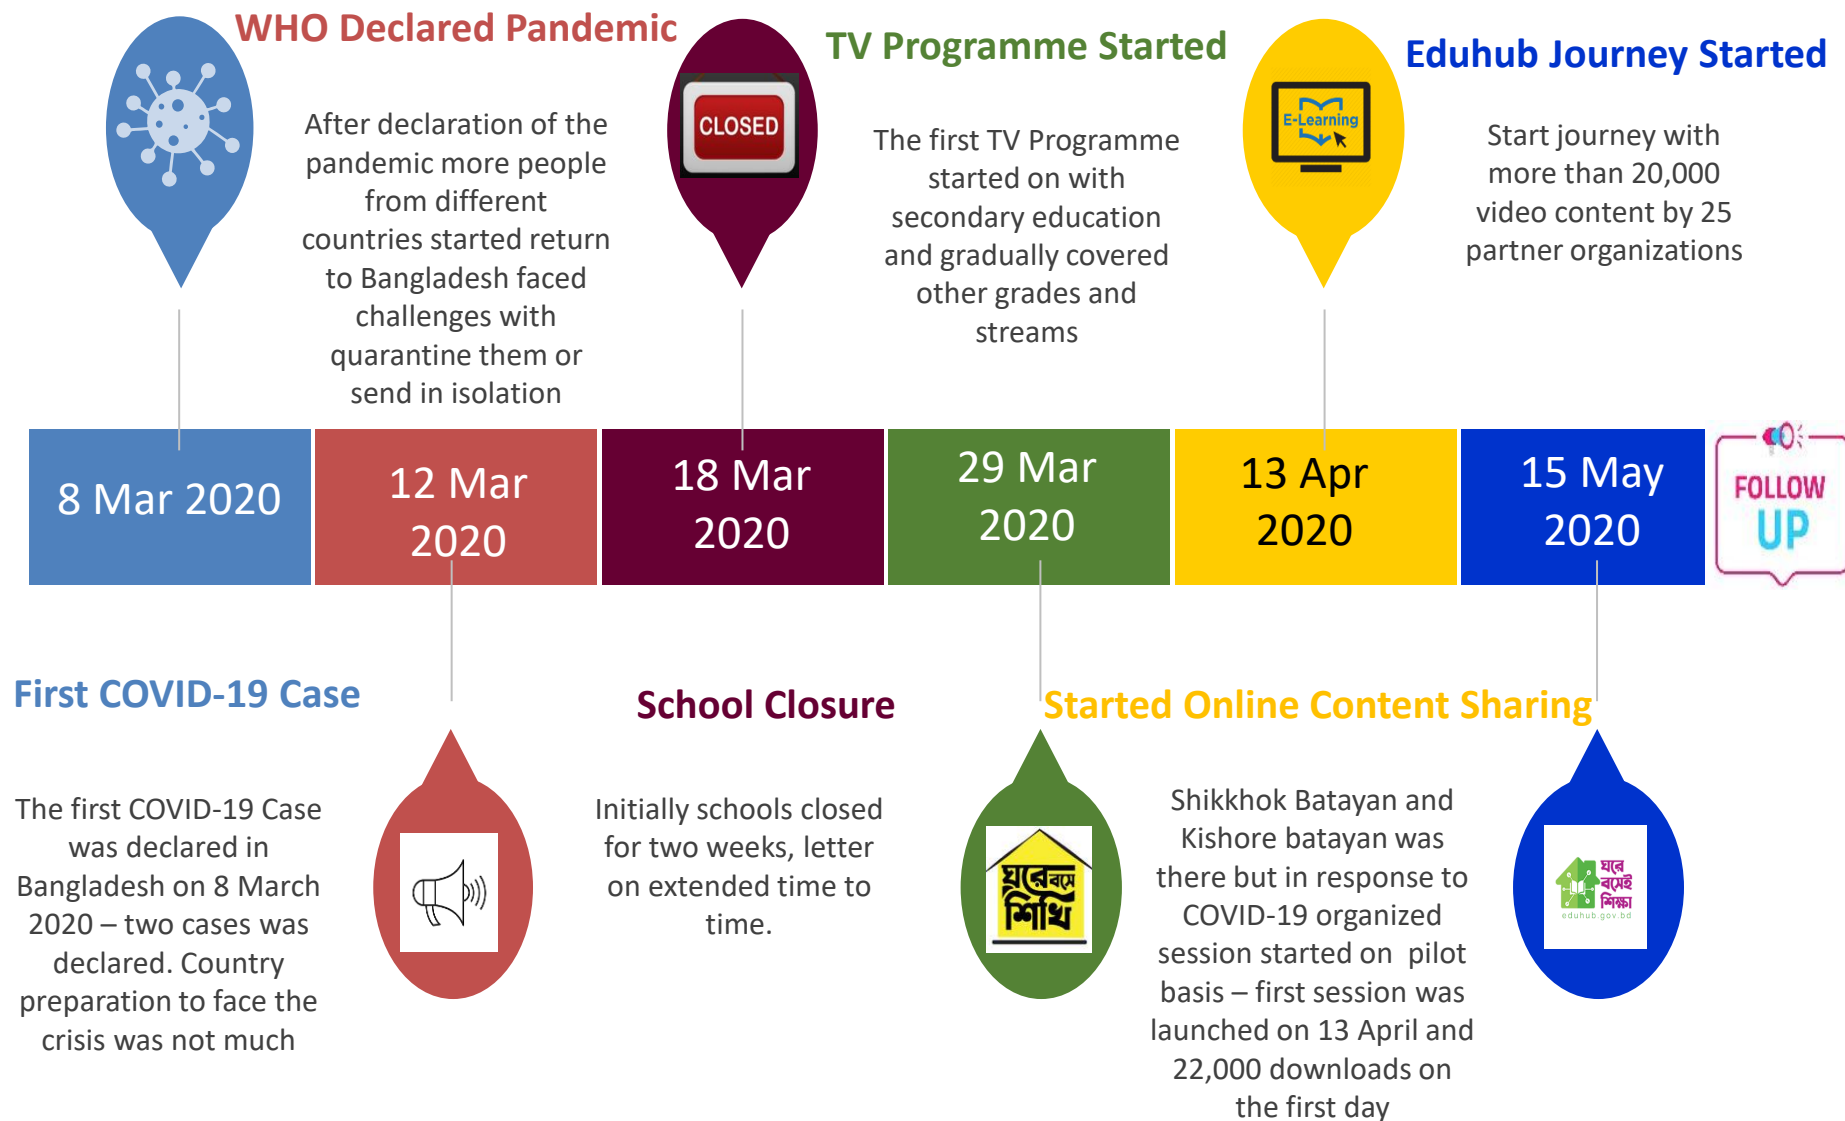 WHO Declared Pandemic
After declaration of the
pandemic more people
from different
countries started return
to Bangladesh faced
challenges with
quarantine them or
send in isolation
CLOSED
TV Programme Started
The first TV Programme
started on with
secondary education
and gradually covered
other grades and
streams
E-Learning
Eduhub Journey Started
Start journey with
more than 20,000
video content by 25
partner organizations
8 Mar 2020
12 Mar
2020
18 Mar
2020
29 Mar
2020
13 Apr
2020
15 May
2020
FOLLOW
UP
First COVID-19 Case
The first COVID-19 Case
was declared in
Bangladesh on 8 March
2020 – two cases was
declared. Country
preparation to face the
crisis was not much
School Closure
Initially schools closed
for two weeks, letter
on extended time to
time.
ঘরে বসে
শিখি
Started Online Content Sharing
Shikkhok Batayan and
Kishore batayan was
there but in response to
COVID-19 organized
session started on  pilot
basis – first session was
launched on 13 April and
22,000 downloads on
the first day
ঘরে
বসেই
শিক্ষা
eduhub.gov.bd